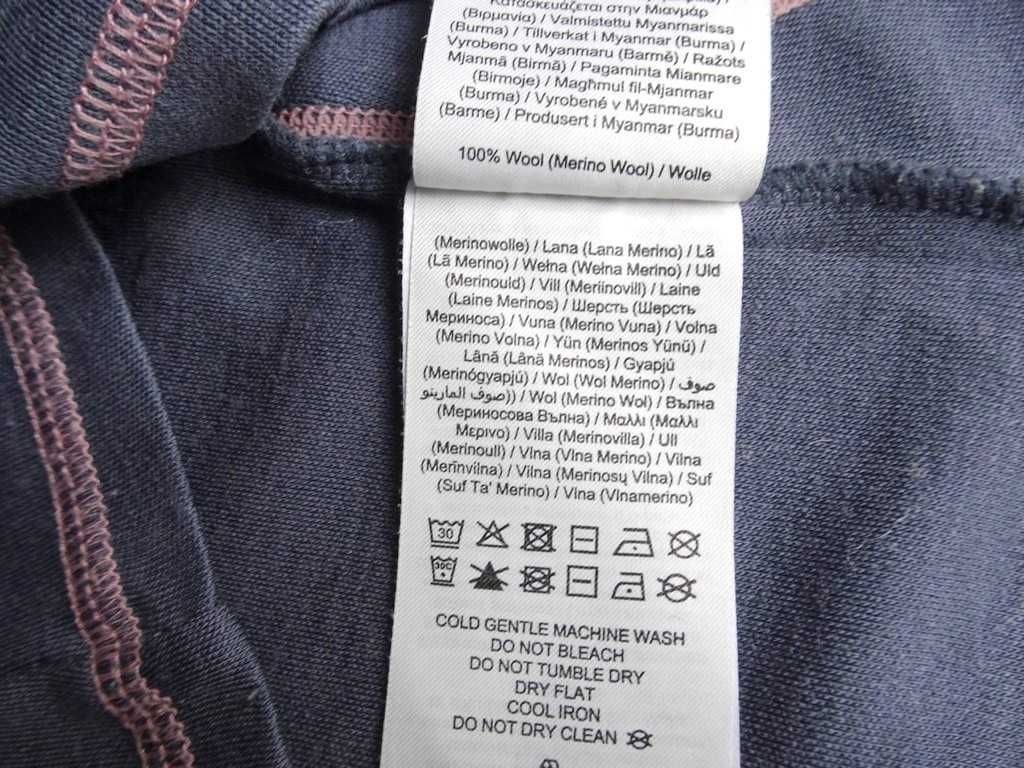 Κατασκευάζεται στην Μιανμάρ
(Βιρμανία) / Valmistettu Myanmarissa
(Burma) / Tillverkat i Myanmar (Burma) /
Vyrobeno v Myanmaru (Barmě) / Ražots
Mjanmā (Birmā) / Pagaminta Mianmare
(Birmoje) / Magħmul fil-Mjanmar
(Burma) / Vyrobené v Myanmarsku
(Barme) / Produsert i Myanmar (Burma)
100% Wool (Merino Wool) / Wolle
(Merinowolle) / Lana (Lana Merino) / Lã
(Lã Merino) / Wełna (Wełna Merino) / Uld
(Merinould) / Vill (Meriinovill) / Laine
(Laine Merinos) / Шерсть (Шерсть
Мериноса) / Vuna (Merino Vuna) / Volna
(Merino Volna) / Yün (Merinos Yünü) /
Lână (Lână Merinos) / Gyapjú
(Merinógyapjú) / Wol (Wol Merino) / صوف
(صوف المارينو)) / Wol (Merino Wol) / Вълна
(Мериносова Вълна) / Μαλλι (Μαλλι
Μερινο) / Villa (Merinovilla) / Ull
(Merinoull) / Vlna (Vlna Merino) / Vilna
(Merīnvilna) / Vilna (Merinosų Vilna) / Suf
(Suf Ta' Merino) / Vlna (Vlnamerino)
30
30C
COLD GENTLE MACHINE WASH
DO NOT BLEACH
DO NOT TUMBLE DRY
DRY FLAT
COOL IRON
DO NOT DRY CLEAN